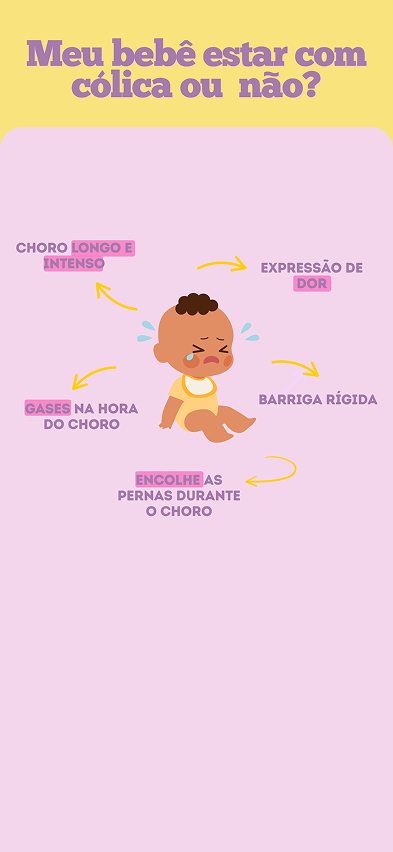 Meu bebê estar com
cólica ou não?
CHORO LONGO E
INTENSO
EXPRESSÃO DE
DOR
GASES NA HORA
DO CHORO
BARRIGA RÍGIDA
ENCOLHE AS
PERNAS DURANTE
O CHORO